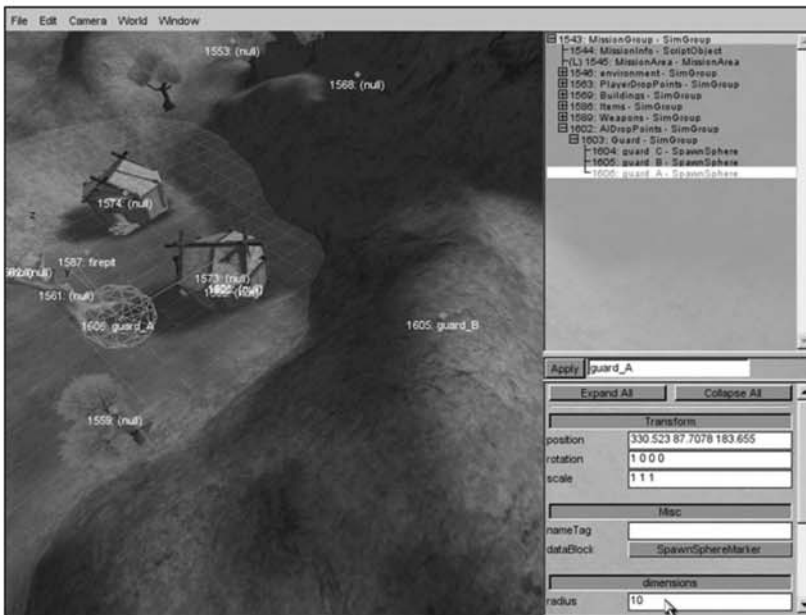 File Edit Camera World Window
1553: (null)
1568: (null)
1574: (null)
1587: firepit
1573: (null)
1561: (null)
1606: guard_A
1605: guard_B
1559: (null)
1543: MissionGroup - SimGroup
1544: MissionInfo - ScriptObject
(L) 1545: MissionArea - MissionArea
1546: environment - SimGroup
1563: PlayerDropPoints - SimGroup
1569: Buildings - SimGroup
1586: Items - SimGroup
1589: Weapons - SimGroup
1602: AIDropPoints - SimGroup
1603: Guard - SimGroup
1604: guard_C - SpawnSphere
1605: guard_B - SpawnSphere
1606: guard_A - SpawnSphere
Apply guard_A
Expand All Collapse All
Transform
position 330.523 87.7078 183.655
rotation 1 0 0 0
scale 1 1 1
Misc
nameTag
dataBlock SpawnSphereMarker
dimensions
radius 10